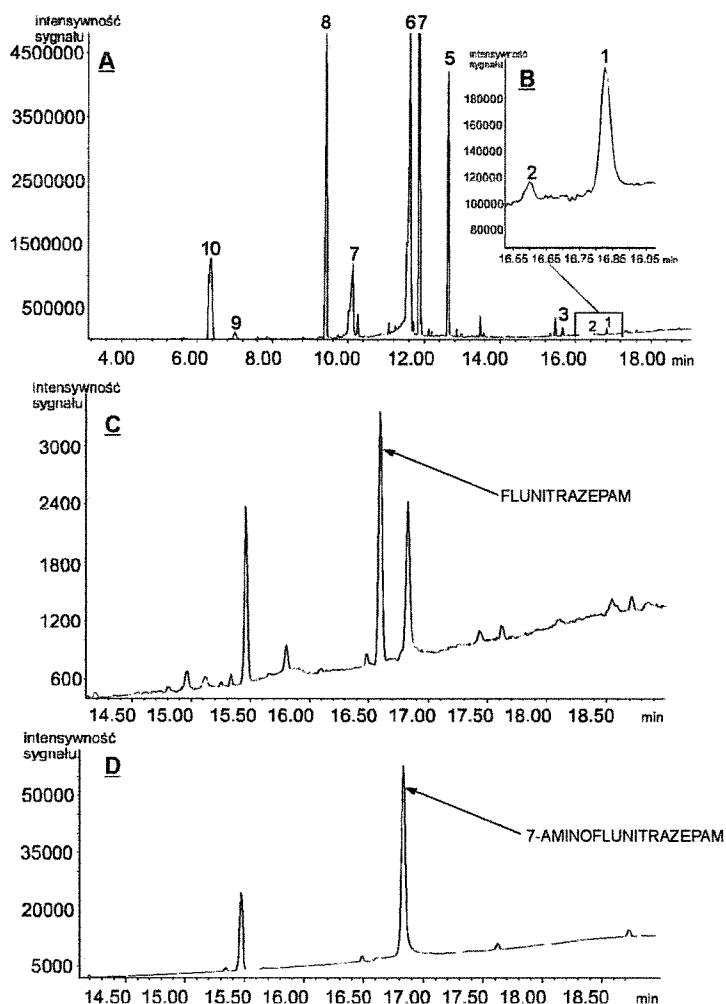 intensywność
sygnału
A
4500000
3500000
2500000
1500000
500000
10
9
8
7
67
5
3
2
1
4.00 6.00 8.00 10.00 12.00 14.00 16.00 18.00 min
intensywność
sygnału
B
180000
160000
140000
120000
100000
80000
2
1
16.55 16.65 16.75 16.85 16.95 min
intensywność
sygnału
C
3000
2400
1800
1200
600
FLUNITRAZEPAM
14.50 15.00 15.50 16.00 16.50 17.00 17.50 18.00 18.50 min
intensywność
sygnału
D
50000
35000
20000
5000
7-AMINOFLUNITRAZEPAM
14.50 15.00 15.50 16.00 16.50 17.00 17.50 18.00 18.50 min